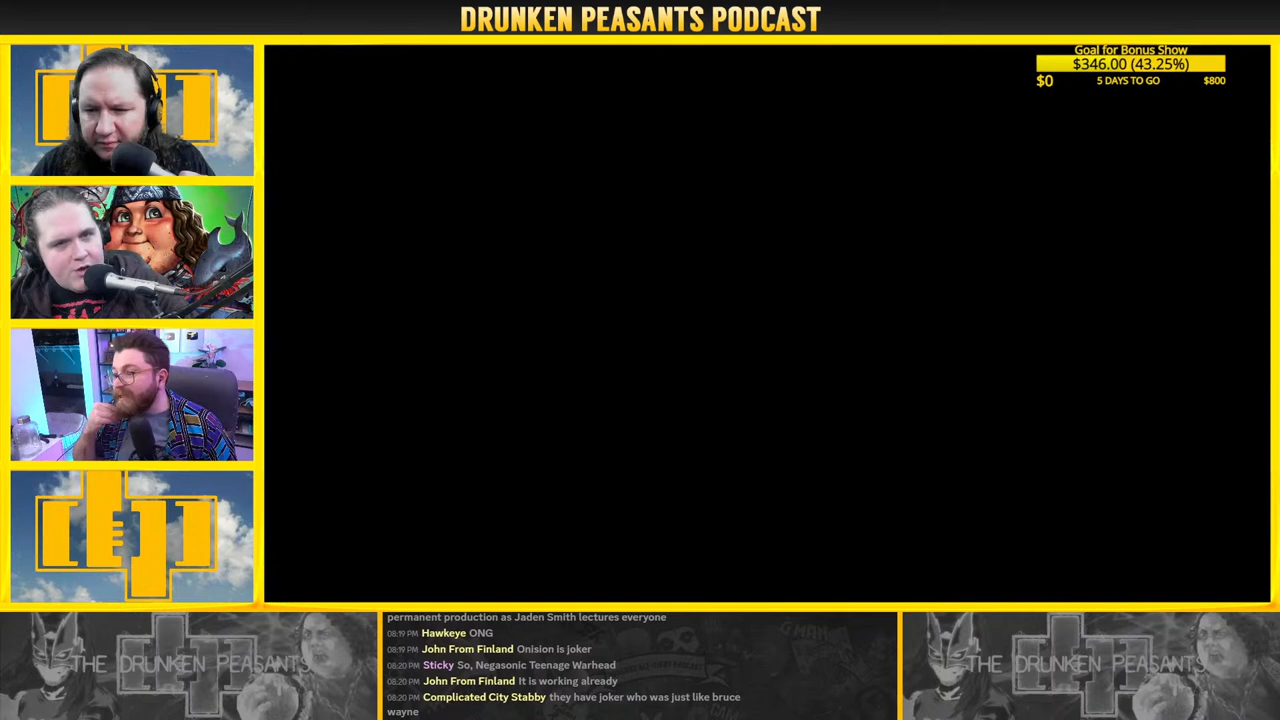 DRUNKEN PEASANTS PODCAST
Goal for Bonus Show
$346.00 (43.25%)
$0 5 DAYS TO GO $800
permanent production as Jaden Smith lectures everyone
08:19 PM Hawkeye ONG
08:19 PM John From Finland Onision is joker
08:20 PM Sticky So, Negasonic Teenage Warhead
08:20 PM John From Finland It is working already
08:20 PM Complicated City Stabby they have joker who was just like bruce
wayne
THE DRUNKEN PEASANTS
THE DRUNKEN PEASANTS